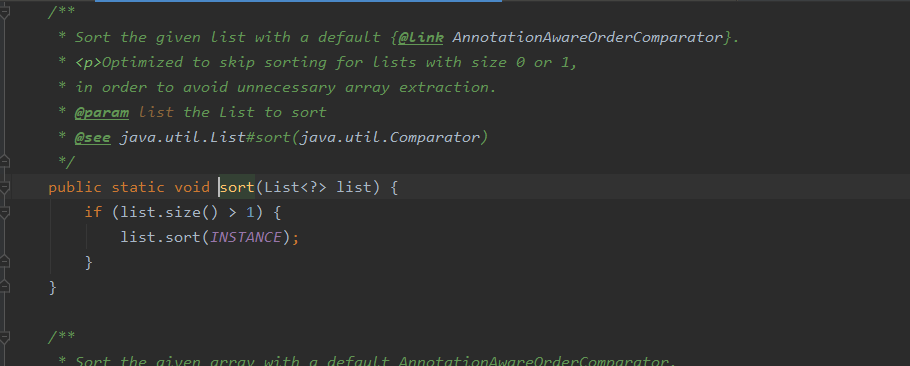 /**
* Sort the given list with a default {@link AnnotationAwareOrderComparator}.
* <p>Optimized to skip sorting for lists with size 0 or 1,
* in order to avoid unnecessary array extraction.
* @param list the List to sort
* @see java.util.List#sort(java.util.Comparator)
*/
public static void sort(List<?> list) {
if (list.size() > 1) {
list.sort(INSTANCE);
}
}
/**
* Sort the given array with a default AnnotationAwareOrderComparator.